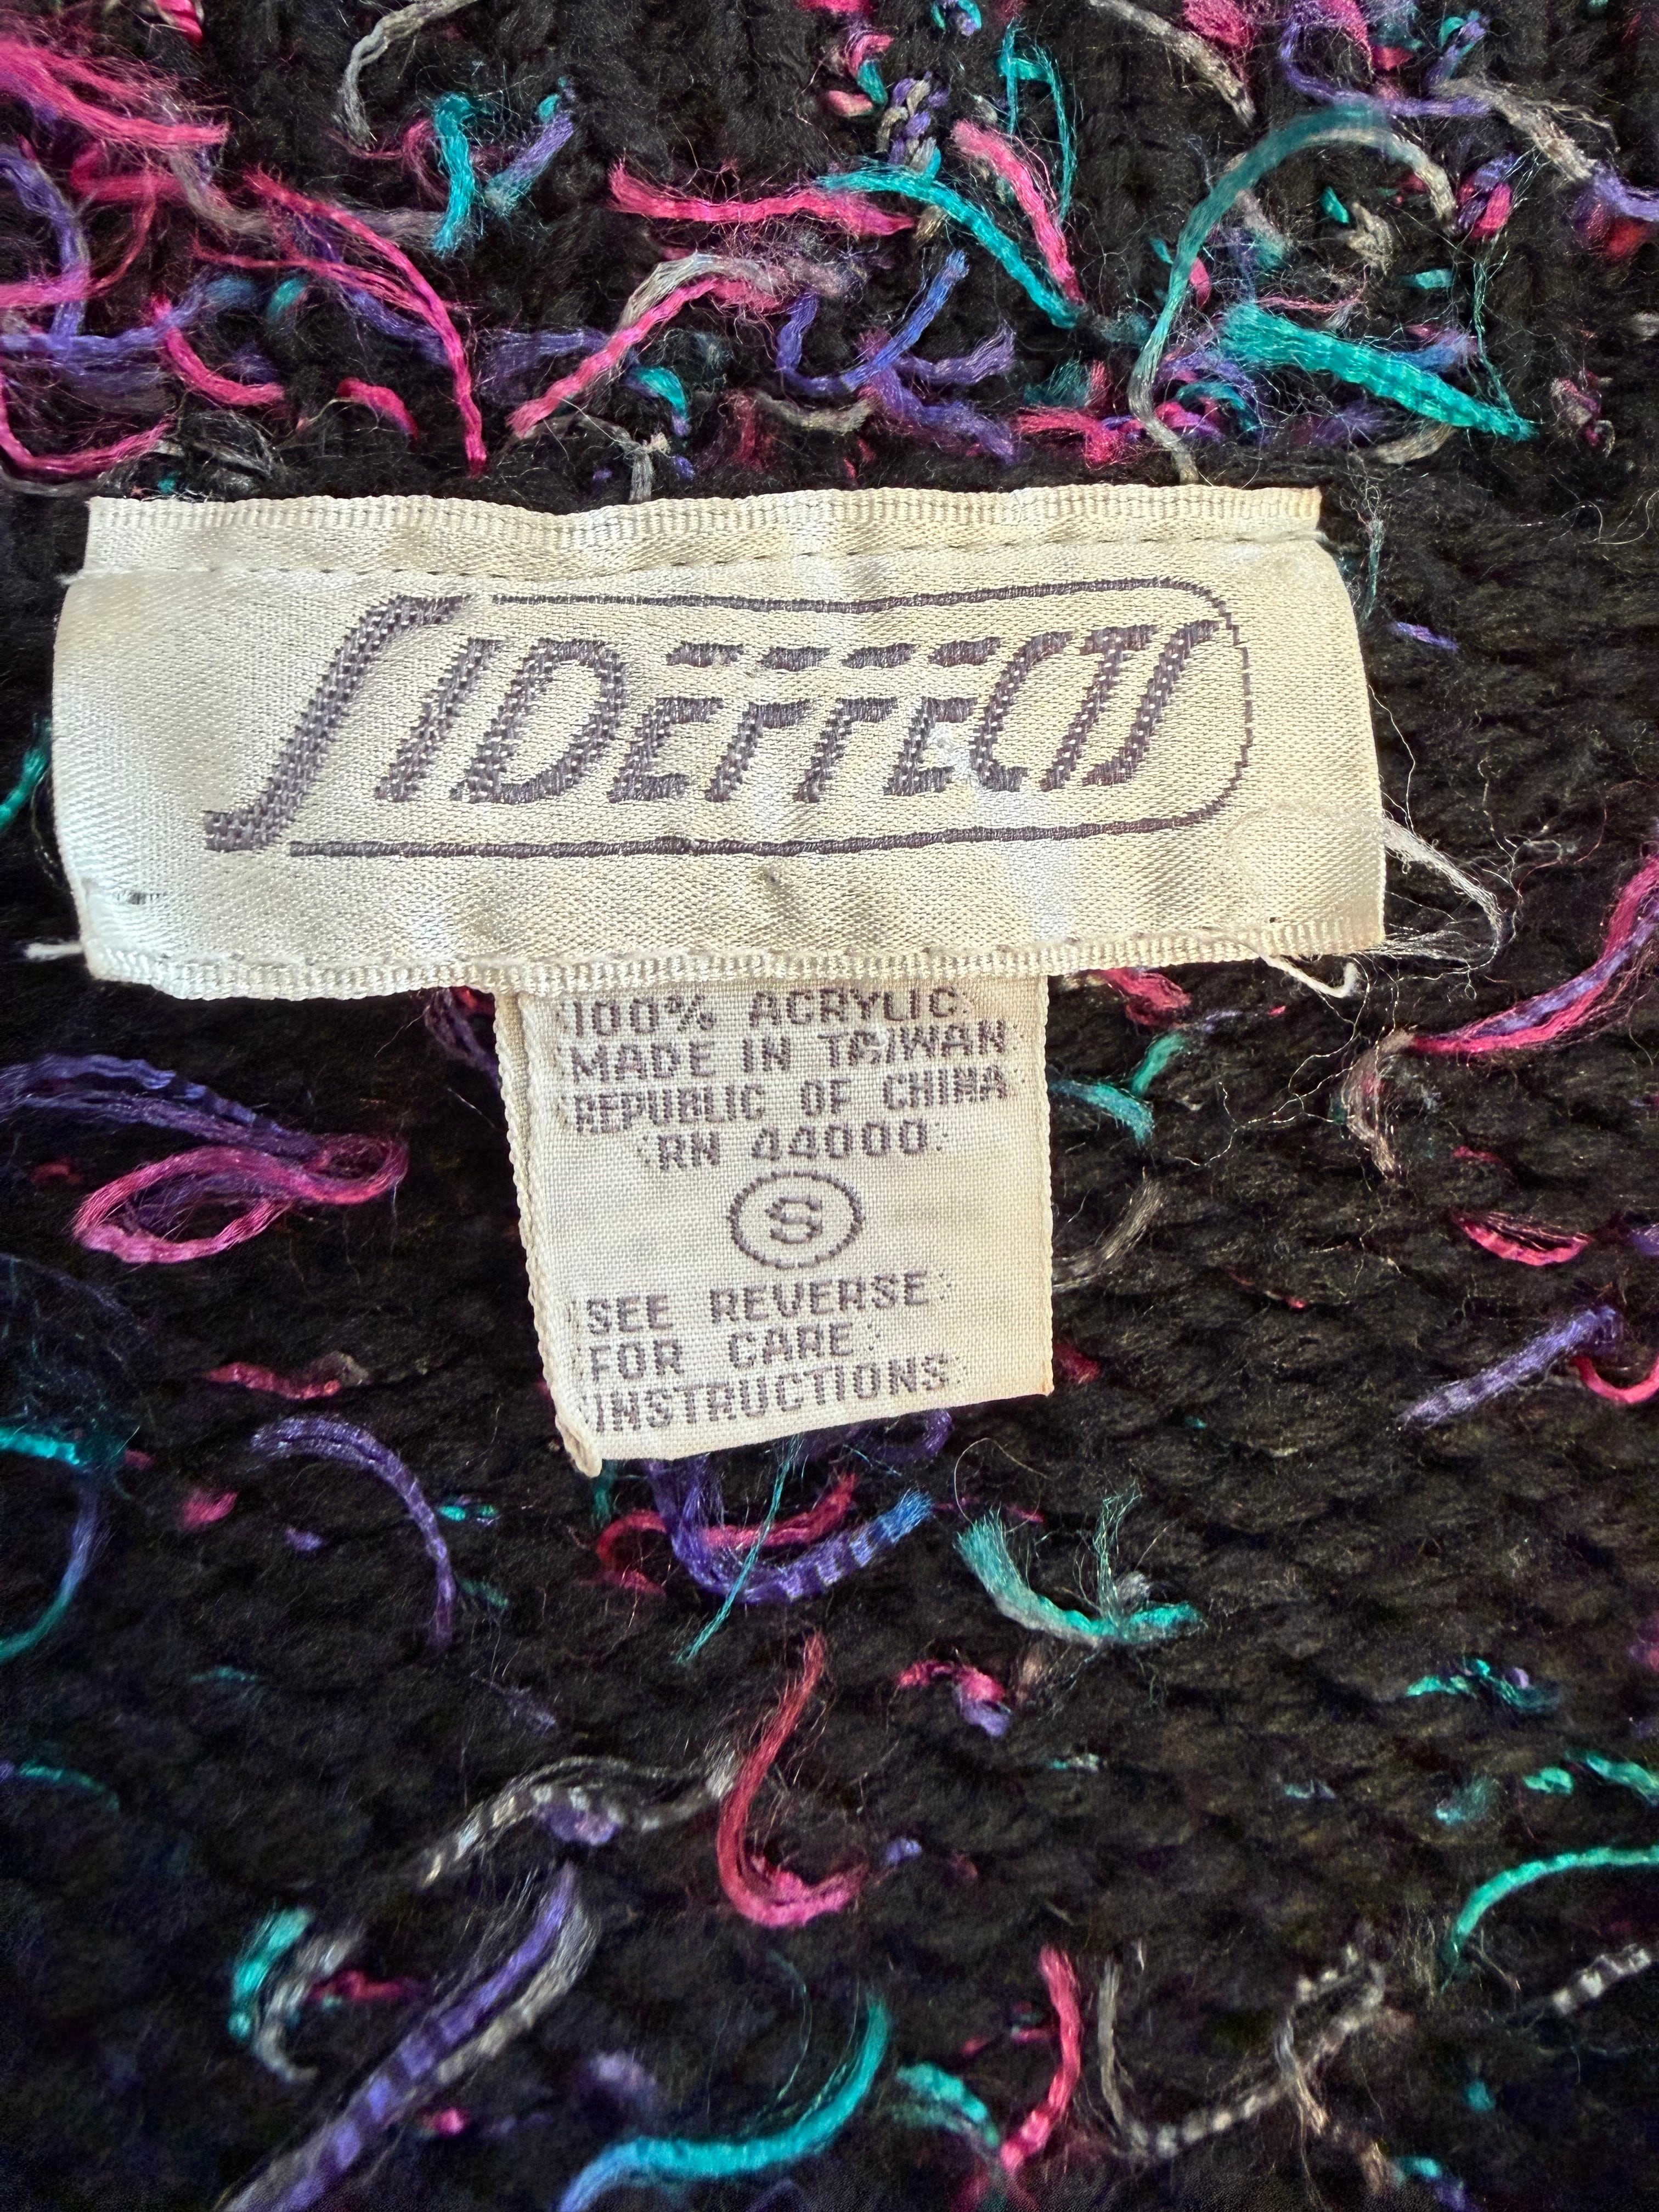 SIDEFFECTS
100% ACRYLIC
MADE IN TAIWAN
REPUBLIC OF CHINA
RN 44000
S
SEE REVERSE
FOR CARE
INSTRUCTIONS